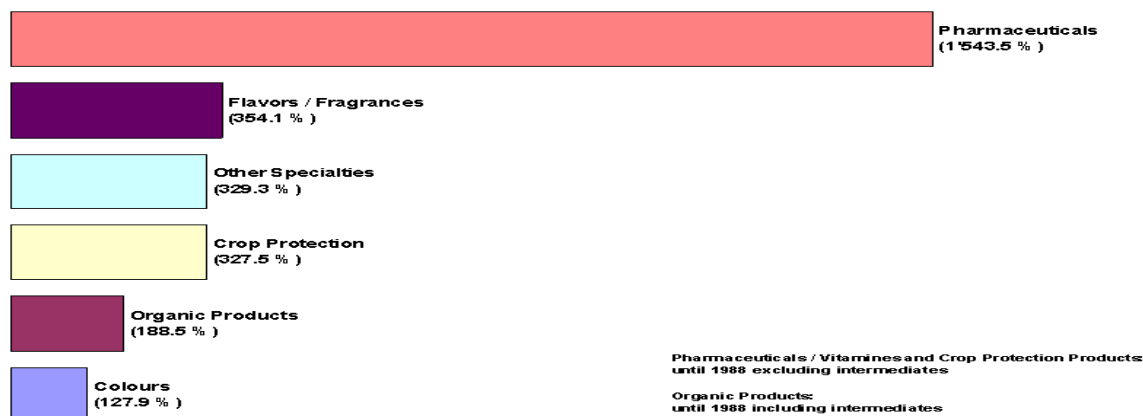 Pharmaceuticals
(1'543.5 % )
Flavors / Fragrances
(354.1 % )
Other Specialties
(329.3 % )
Crop Protection
(327.5 % )
Organic Products
(188.5 % )
Colours
(127.9 % )
Pharmaceuticals / Vitamines and Crop Protection Products:
until 1988 excluding intermediates
Organic Products:
until 1988 including intermediates